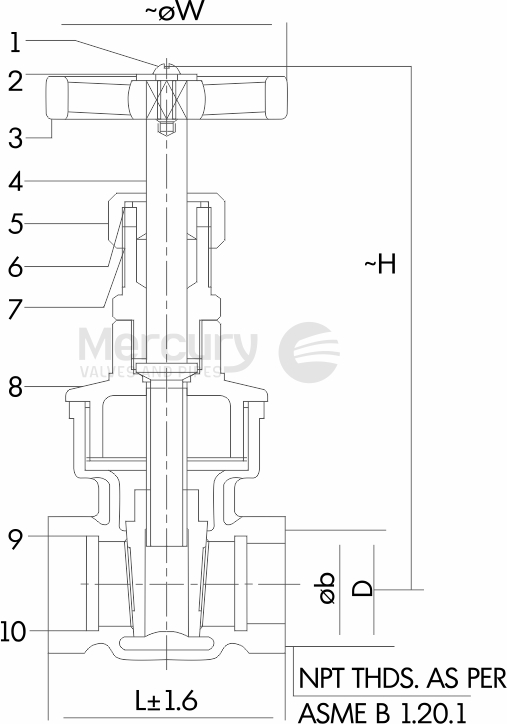 ~øW
1
2
3
4
5
6
7
8
9
10
~H
Mercury
VALVES AND PIPES
øb
D
L±1.6
NPT THDS. AS PER
ASME B 1.20.1